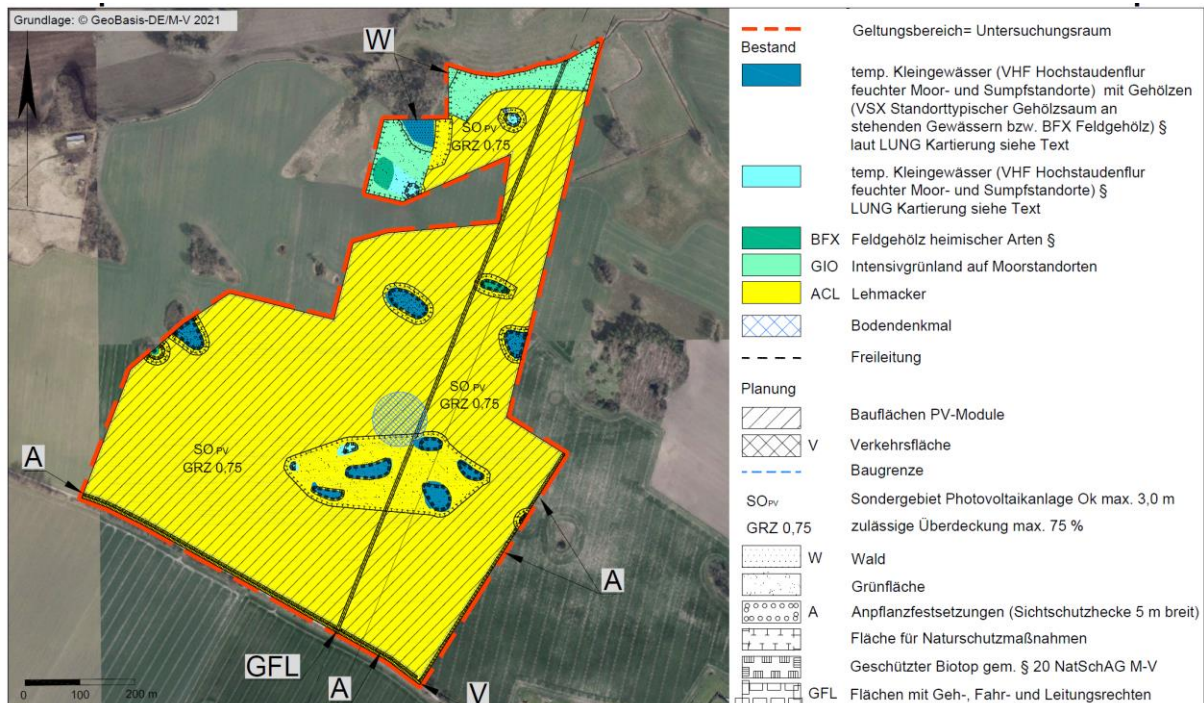 Grundlage: © GeoBasis-DE/M-V 2021
W
SO PV
GRZ 0,75
SO PV
GRZ 0,75
SO PV
GRZ 0,75
A
A
GFL
A
V
0 100 200 m
Geltungsbereich= Untersuchungsraum
Bestand
temp. Kleingewässer (VHF Hochstaudenflur
feuchter Moor- und Sumpfstandorte) mit Gehölzen
(VSX Standorttypischer Gehölzsaum an
stehenden Gewässern bzw. BFX Feldgehölz) §
laut LUNG Kartierung siehe Text
temp. Kleingewässer (VHF Hochstaudenflur
feuchter Moor- und Sumpfstandorte) §
LUNG Kartierung siehe Text
BFX Feldgehölz heimischer Arten §
GIO Intensivgrünland auf Moorstandorten
ACL Lehmacker
Bodendenkmal
Freileitung
Planung
Bauflächen PV-Module
V Verkehrsfläche
Baugrenze
SO PV Sondergebiet Photovoltaikanlage Ok max. 3,0 m
GRZ 0,75 zulässige Überdeckung max. 75 %
W Wald
Grünfläche
A Anpflanzfestsetzungen (Sichtschutzhecke 5 m breit)
Fläche für Naturschutzmaßnahmen
Geschützter Biotop gem. § 20 NatSchAG M-V
GFL Flächen mit Geh-, Fahr- und Leitungsrechten